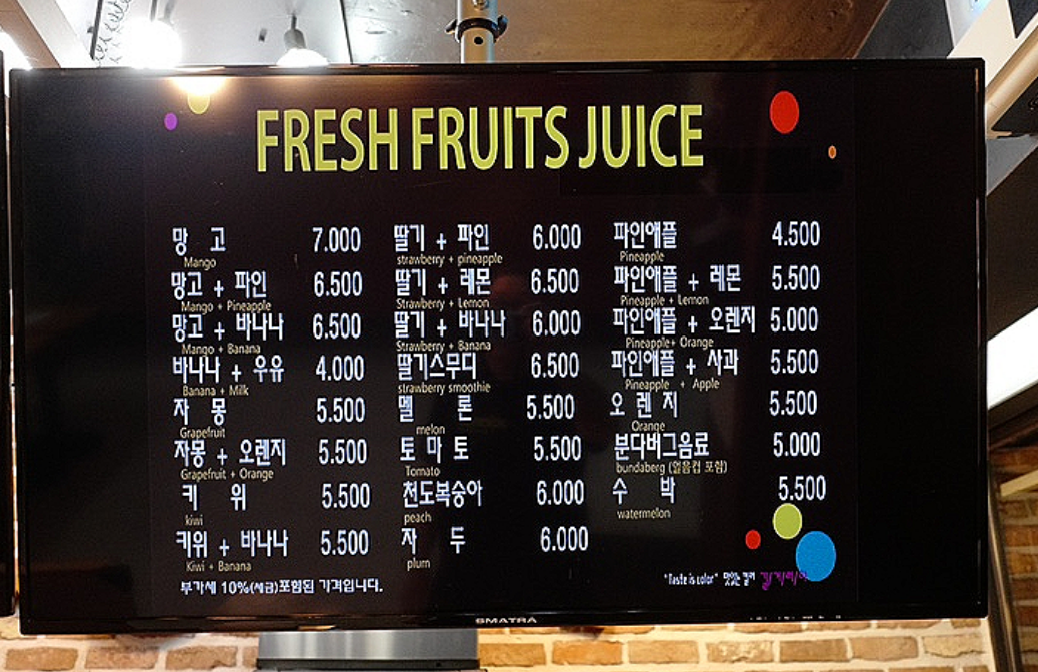 FRESH FRUITS JUICE
망 고 7.000
Mango
망고 + 파인 6.500
Mango + Pineapple
망고 + 바나나 6.500
Mango + Banana
바나나 + 우유 4.000
Banana + Milk
자 몽 5.500
Grapefruit
자몽 + 오렌지 5.500
Grapefruit + Orange
키 위 5.500
kiwi
키위 + 바나나 5.500
Kiwi + Banana
딸기 + 파인 6.000
strawberry + pineapple
딸기 + 레몬 6.500
Strawberry + Lemon
딸기 + 바나나 6.000
Strawberry + Banana
딸기스무디 6.500
strawberry smoothie
멜 론 5.500
melon
토 마 토 5.500
Tomato
천도복숭아 6.000
peach
자 두 6.000
plum
파인애플 4.500
Pineapple
파인애플 + 레몬 5.500
Pineapple + Lemon
파인애플 + 오렌지 5.000
Pineapple+ Orange
파인애플 + 사과 5.500
Pineapple + Apple
오 렌 지 5.500
Orange
분다버그음료 5.000
bundaberg (얼음컵 포함)
수 박 5.500
watermelon
부가세 10%(세금)포함된 가격입니다.
"Taste is color" 맛있는 컬러
SMATRA